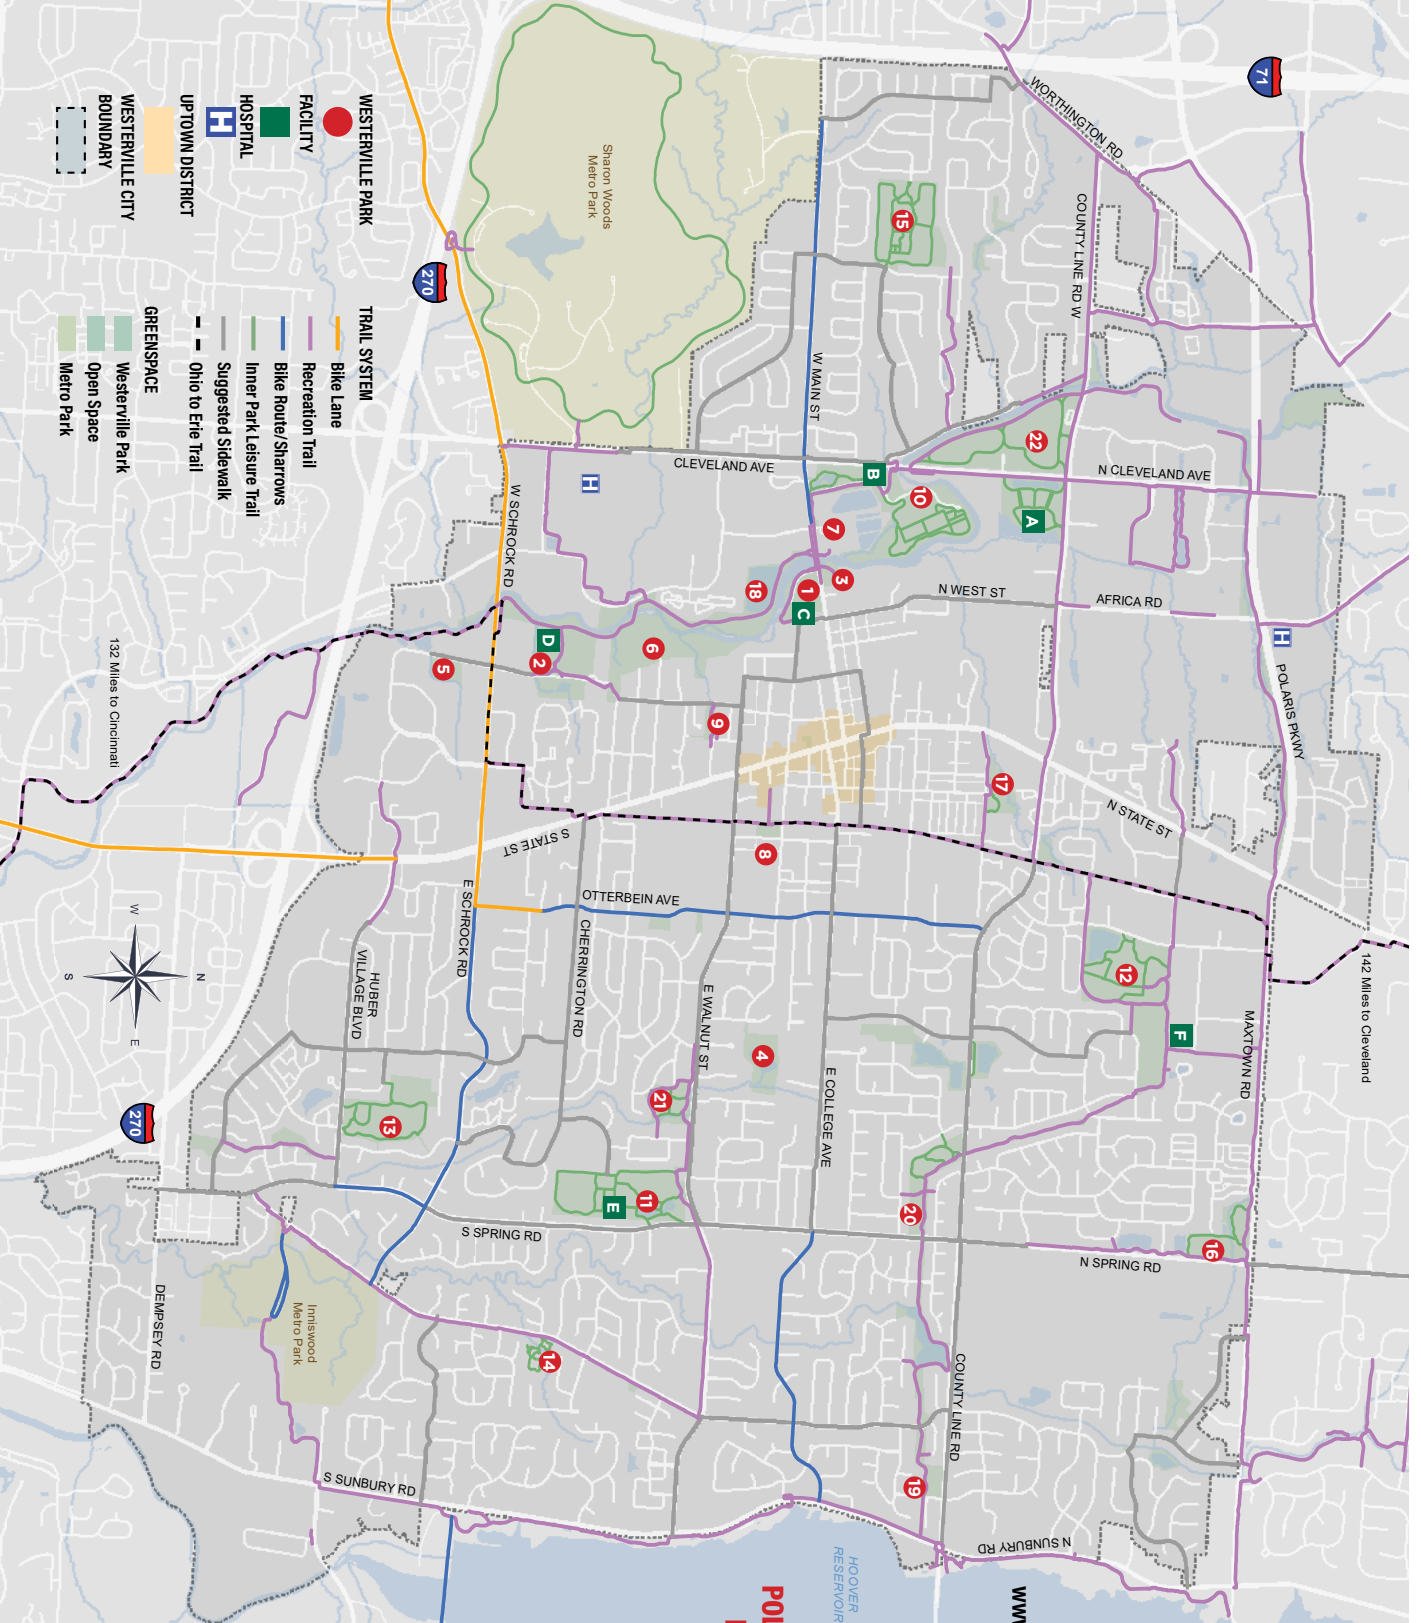 71
WORTHINGTON RD
COUNTY LINE RD W
15
W MAIN ST
Sharon Woods
Metro Park
WESTERVILLE PARK
FACILITY
H
HOSPITAL
UPTOWN DISTRICT
WESTERVILLE CITY
BOUNDARY
270
TRAIL SYSTEM
Bike Lane
Recreation Trail
Bike Route/Sharrows
Inner Park Leisure Trail
Suggested Sidewalk
Ohio to Erie Trail
GREENSPACE
Westerville Park
Open Space
Metro Park
22
N CLEVELAND AVE
CLEVELAND AVE
B
10
A
H
7
W SCHROCK RD
3
1
18
C
N WEST ST
AFRICA RD
H
POLARIS PKWY
D
2
6
5
9
132 Miles to Cincinnati
17
N STATE ST
S STATE ST
8
OTTERBEIN AVE
E SCHROCK RD
CHERRINGTON RD
HUBER
VILLAGE BLVD
W
N
S
E
12
142 Miles to Cleveland
F
MAXTOWN RD
E WALNUT ST
4
E COLLEGE AVE
21
13
270
11
E
20
16
S SPRING RD
N SPRING RD
DEMPSEY RD
Inniswood
Metro Park
14
COUNTY LINE RD
19
S SUNBURY RD
N SUNBURY RD
HOOVER
RESERVOIR